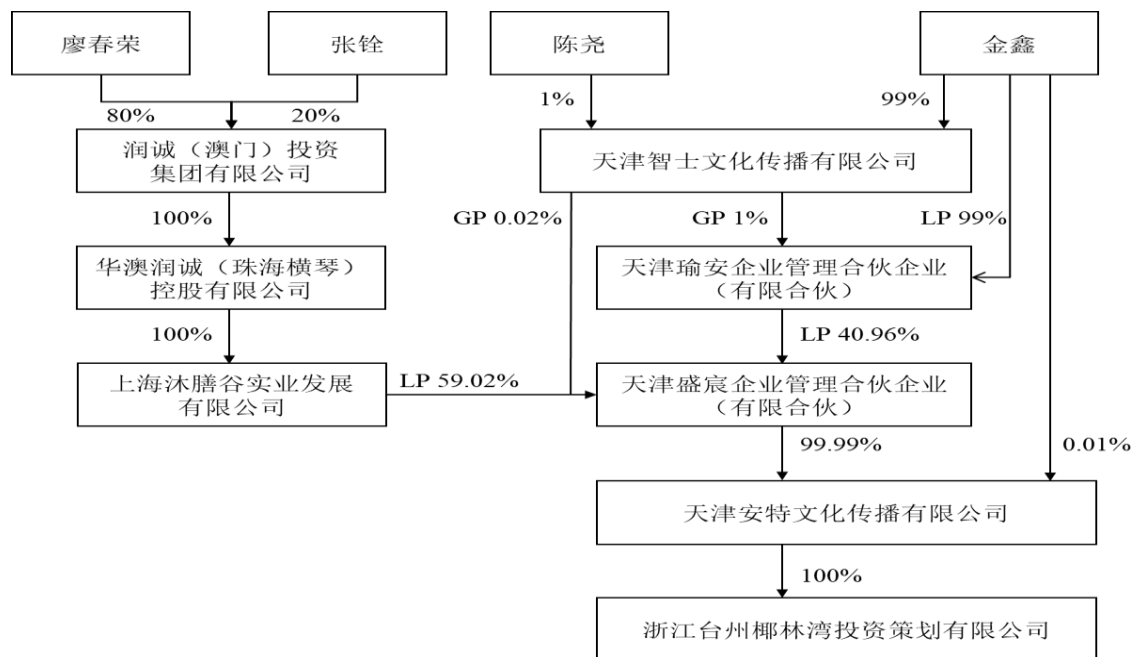 廖春荣
张铨
陈尧
金鑫
80%
20%
1%
99%
润诚（澳门）投资
集团有限公司
天津智士文化传播有限公司
100%
GP 0.02%
GP 1%
LP 99%
华澳润诚（珠海横琴）
控股有限公司
天津瑜安企业管理合伙企业
（有限合伙）
100%
LP 40.96%
上海沐膳谷实业发展
有限公司
LP 59.02%
天津盛宸企业管理合伙企业
（有限合伙）
99.99%
0.01%
天津安特文化传播有限公司
100%
浙江台州椰林湾投资策划有限公司